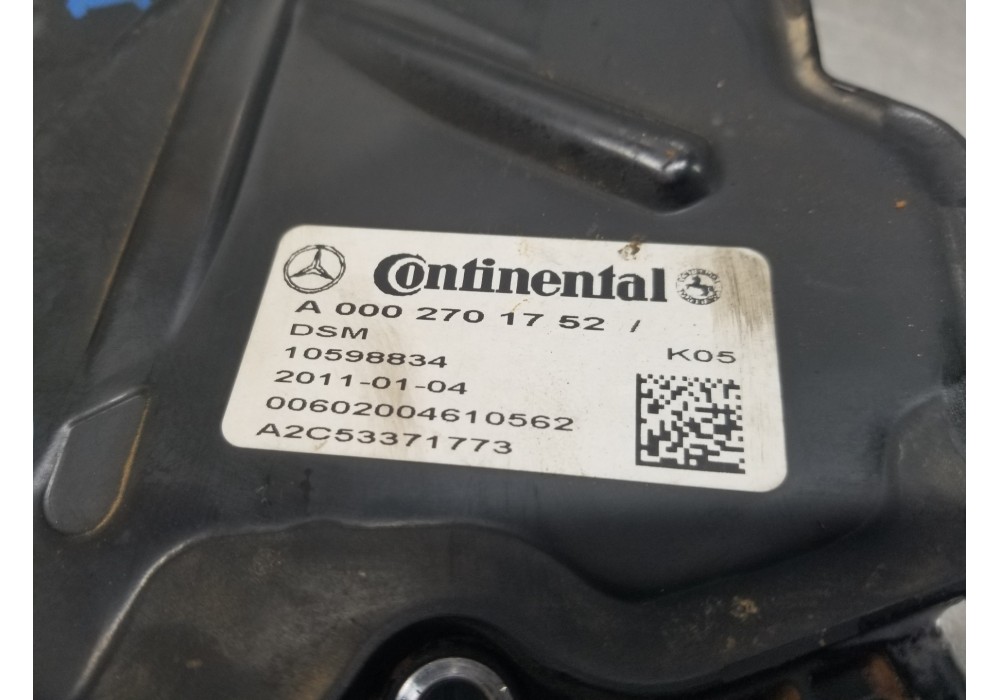 Continental
A 000 270 17 52 /
DSM
10598834 K05
2011-01-04
00602004610562
A2C53371773